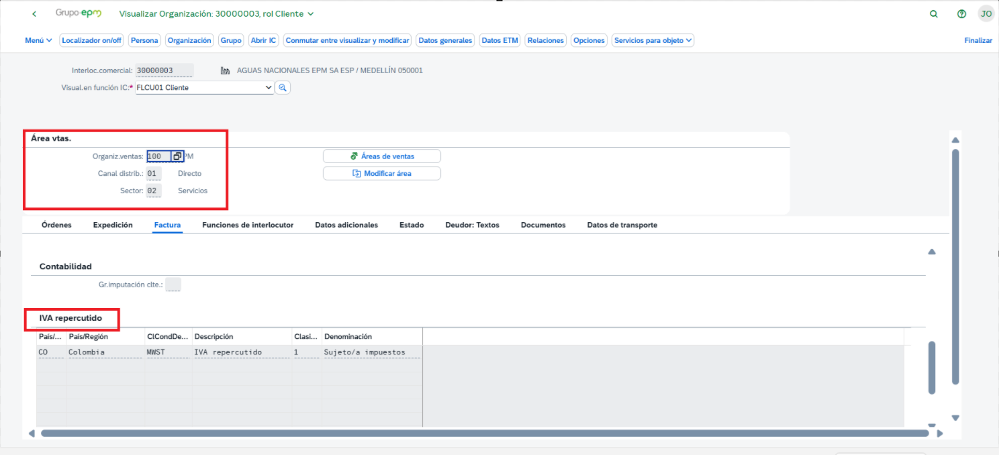 Grupo·epm Visualizar Organización: 30000003, rol Cliente JO
Menú Localizador on/off Persona Organización Grupo Abrir IC Conmutar entre visualizar y modificar Datos generales Datos ETM Relaciones Opciones Servicios para objeto Finalizar
Interloc.comercial: 30000003 AGUAS NACIONALES EPM SA ESP / MEDELLÍN 050001
Visual.en función IC:* FLCU01 Cliente
Área vtas.
Organiz.ventas: 100 PM Áreas de ventas
Canal distrib.: 01 Directo Modificar área
Sector: 02 Servicios
Órdenes Expedición Factura Funciones de interlocutor Datos adicionales Estado Deudor: Textos Documentos Datos de transporte
Contabilidad
Gr.imputación clte.:
IVA repercutido
País/... País/Región ClCondDe... Descripción Clasi... Denominación
CO Colombia MWST IVA repercutido 1 Sujeto/a impuestos